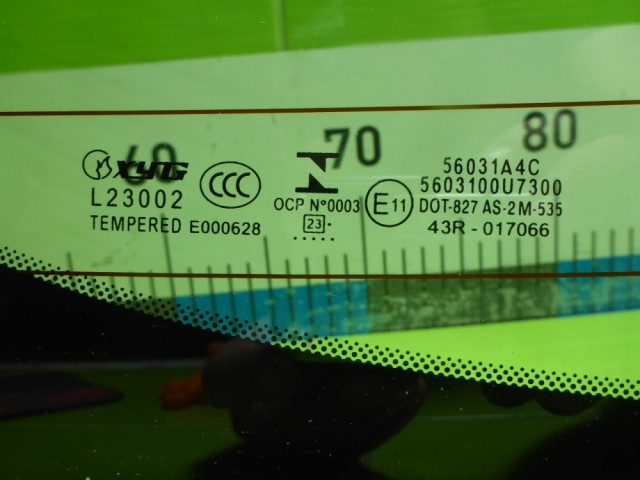 60 70 80
XYG
L23002
TEMPERED E000628
CCC
OCP Nº0003
23
E11
56031A4C
5603100U7300
DOT-827 AS-2 M-535
43R - 017066